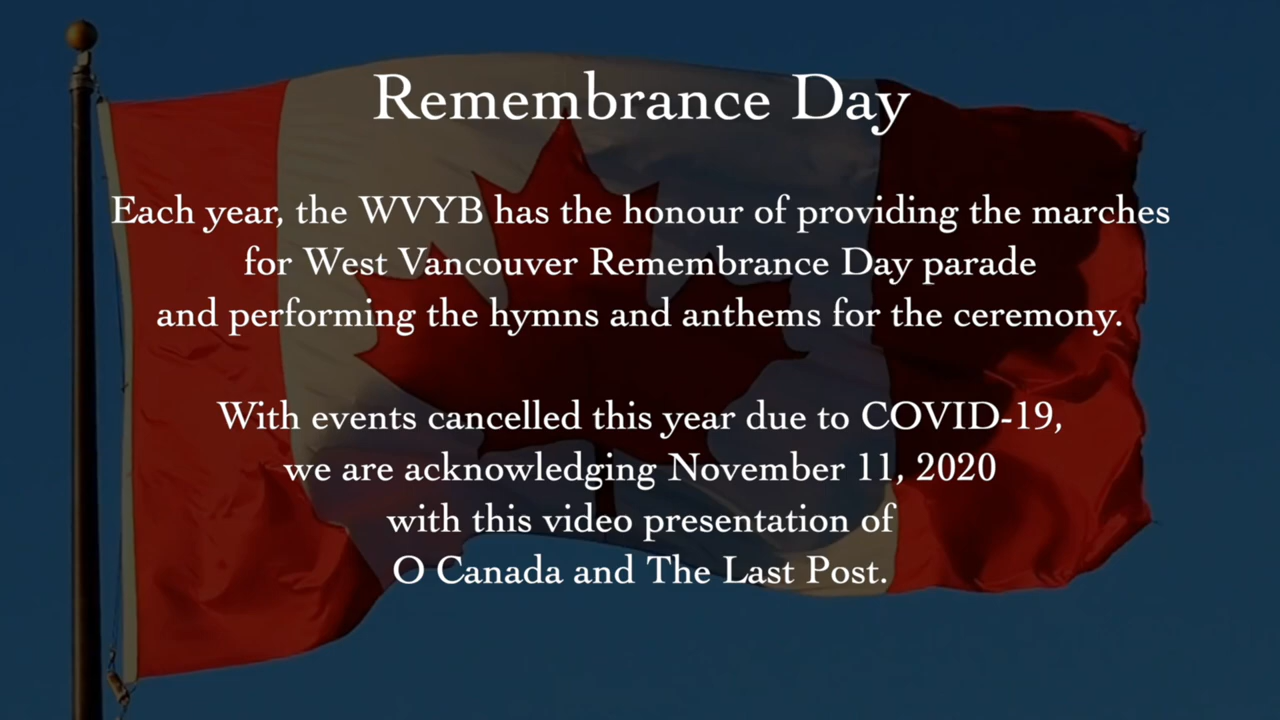 Remembrance Day
Each year, the WVYB has the honour of providing the marches
for West Vancouver Remembrance Day parade
and performing the hymns and anthems for the ceremony.
With events cancelled this year due to COVID-19,
we are acknowledging November 11, 2020
with this video presentation of
O Canada and The Last Post.